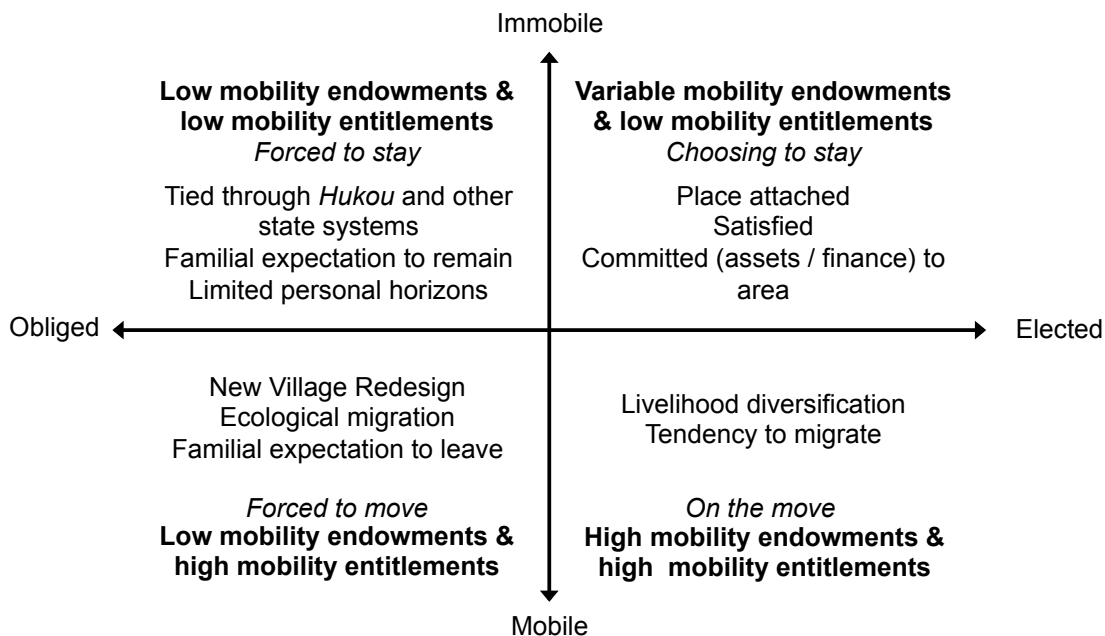 Immobile
Low mobility endowments &
low mobility entitlements
Forced to stay
Tied through Hukou and other
state systems
Familial expectation to remain
Limited personal horizons
Variable mobility endowments
& low mobility entitlements
Choosing to stay
Place attached
Satisfied
Committed (assets / finance) to
area
Obliged
Elected
New Village Redesign
Ecological migration
Familial expectation to leave
Forced to move
Low mobility endowments &
high mobility entitlements
Livelihood diversification
Tendency to migrate
On the move
High mobility endowments &
high mobility entitlements
Mobile